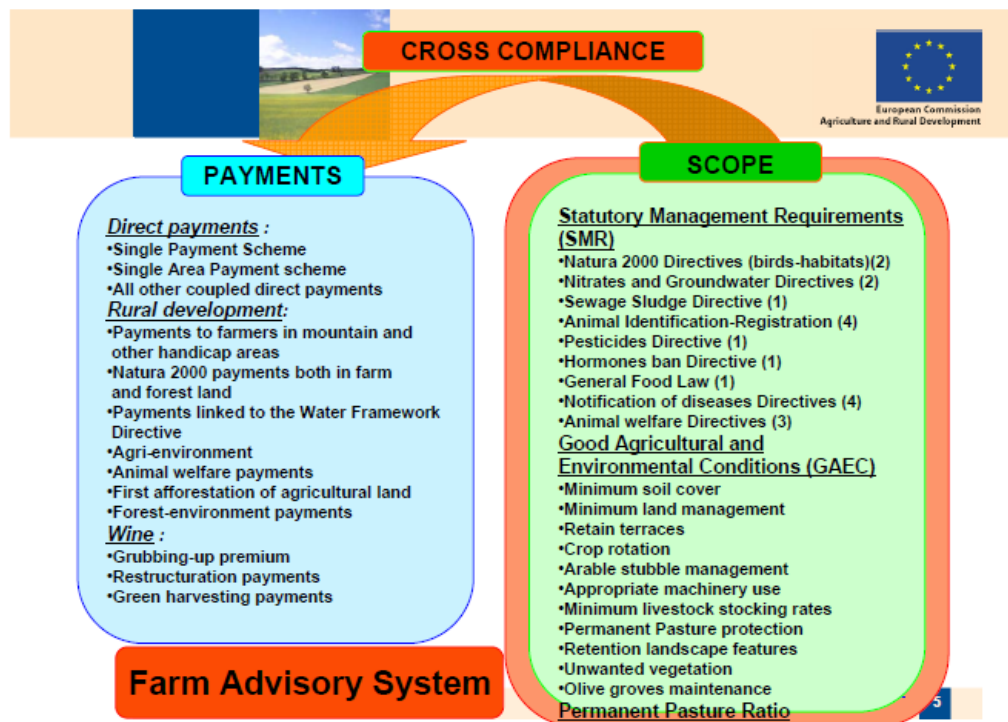 CROSS COMPLIANCE
European Commission
Agriculture and Rural Development
PAYMENTS
Direct payments :
•Single Payment Scheme
•Single Area Payment scheme
•All other coupled direct payments
Rural development:
•Payments to farmers in mountain and
other handicap areas
•Natura 2000 payments both in farm
and forest land
•Payments linked to the Water Framework
Directive
•Agri-environment
•Animal welfare payments
•First afforestation of agricultural land
•Forest-environment payments
Wine :
•Grubbing-up premium
•Restructuration payments
•Green harvesting payments
SCOPE
Statutory Management Requirements
(SMR)
•Natura 2000 Directives (birds-habitats)(2)
•Nitrates and Groundwater Directives (2)
•Sewage Sludge Directive (1)
•Animal Identification-Registration (4)
•Pesticides Directive (1)
•Hormones ban Directive (1)
•General Food Law (1)
•Notification of diseases Directives (4)
•Animal welfare Directives (3)
Good Agricultural and
Environmental Conditions (GAEC)
•Minimum soil cover
•Minimum land management
•Retain terraces
•Crop rotation
•Arable stubble management
•Appropriate machinery use
•Minimum livestock stocking rates
•Permanent Pasture protection
•Retention landscape features
•Unwanted vegetation
•Olive groves maintenance
Permanent Pasture Ratio
Farm Advisory System
5